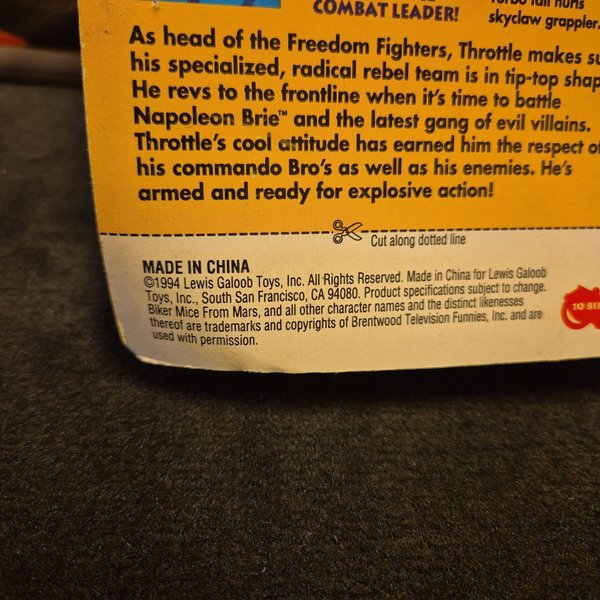 COMBAT LEADER!
skyclaw grappler.
As head of the Freedom Fighters, Throttle makes su
his specialized, radical rebel team is in tip-top shap
He revs to the frontline when it's time to battle
Napoleon Brie™ and the latest gang of evil villains.
Throttle's cool attitude has earned him the respect of
his commando Bro's as well as his enemies. He's
armed and ready for explosive action!
Cut along dotted line
MADE IN CHINA
©1994 Lewis Galoob Toys, Inc. All Rights Reserved. Made in China for Lewis Galoob
Toys, Inc., South San Francisco, CA 94080. Product specifications subject to change.
Biker Mice From Mars, and all other character names and the distinct likenesses
thereof are trademarks and copyrights of Brentwood Television Funnies, Inc. and are
used with permission.
10 BI